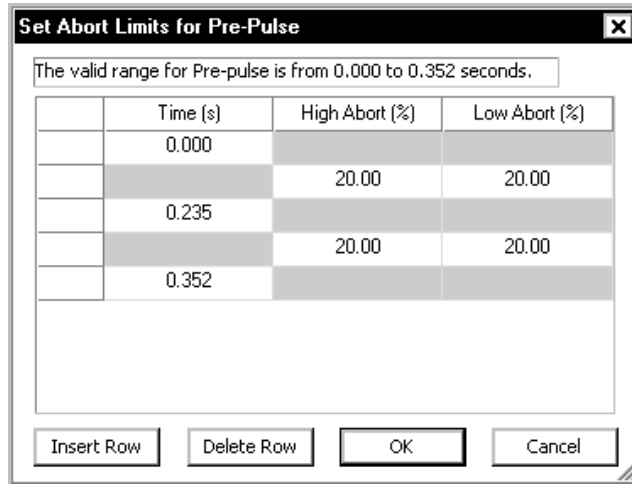 Set Abort Limits for Pre-Pulse
The valid range for Pre-pulse is from 0.000 to 0.352 seconds.
Time (s) High Abort (%) Low Abort (%)
0.000
20.00 20.00
0.235
20.00 20.00
0.352
Insert Row Delete Row OK Cancel